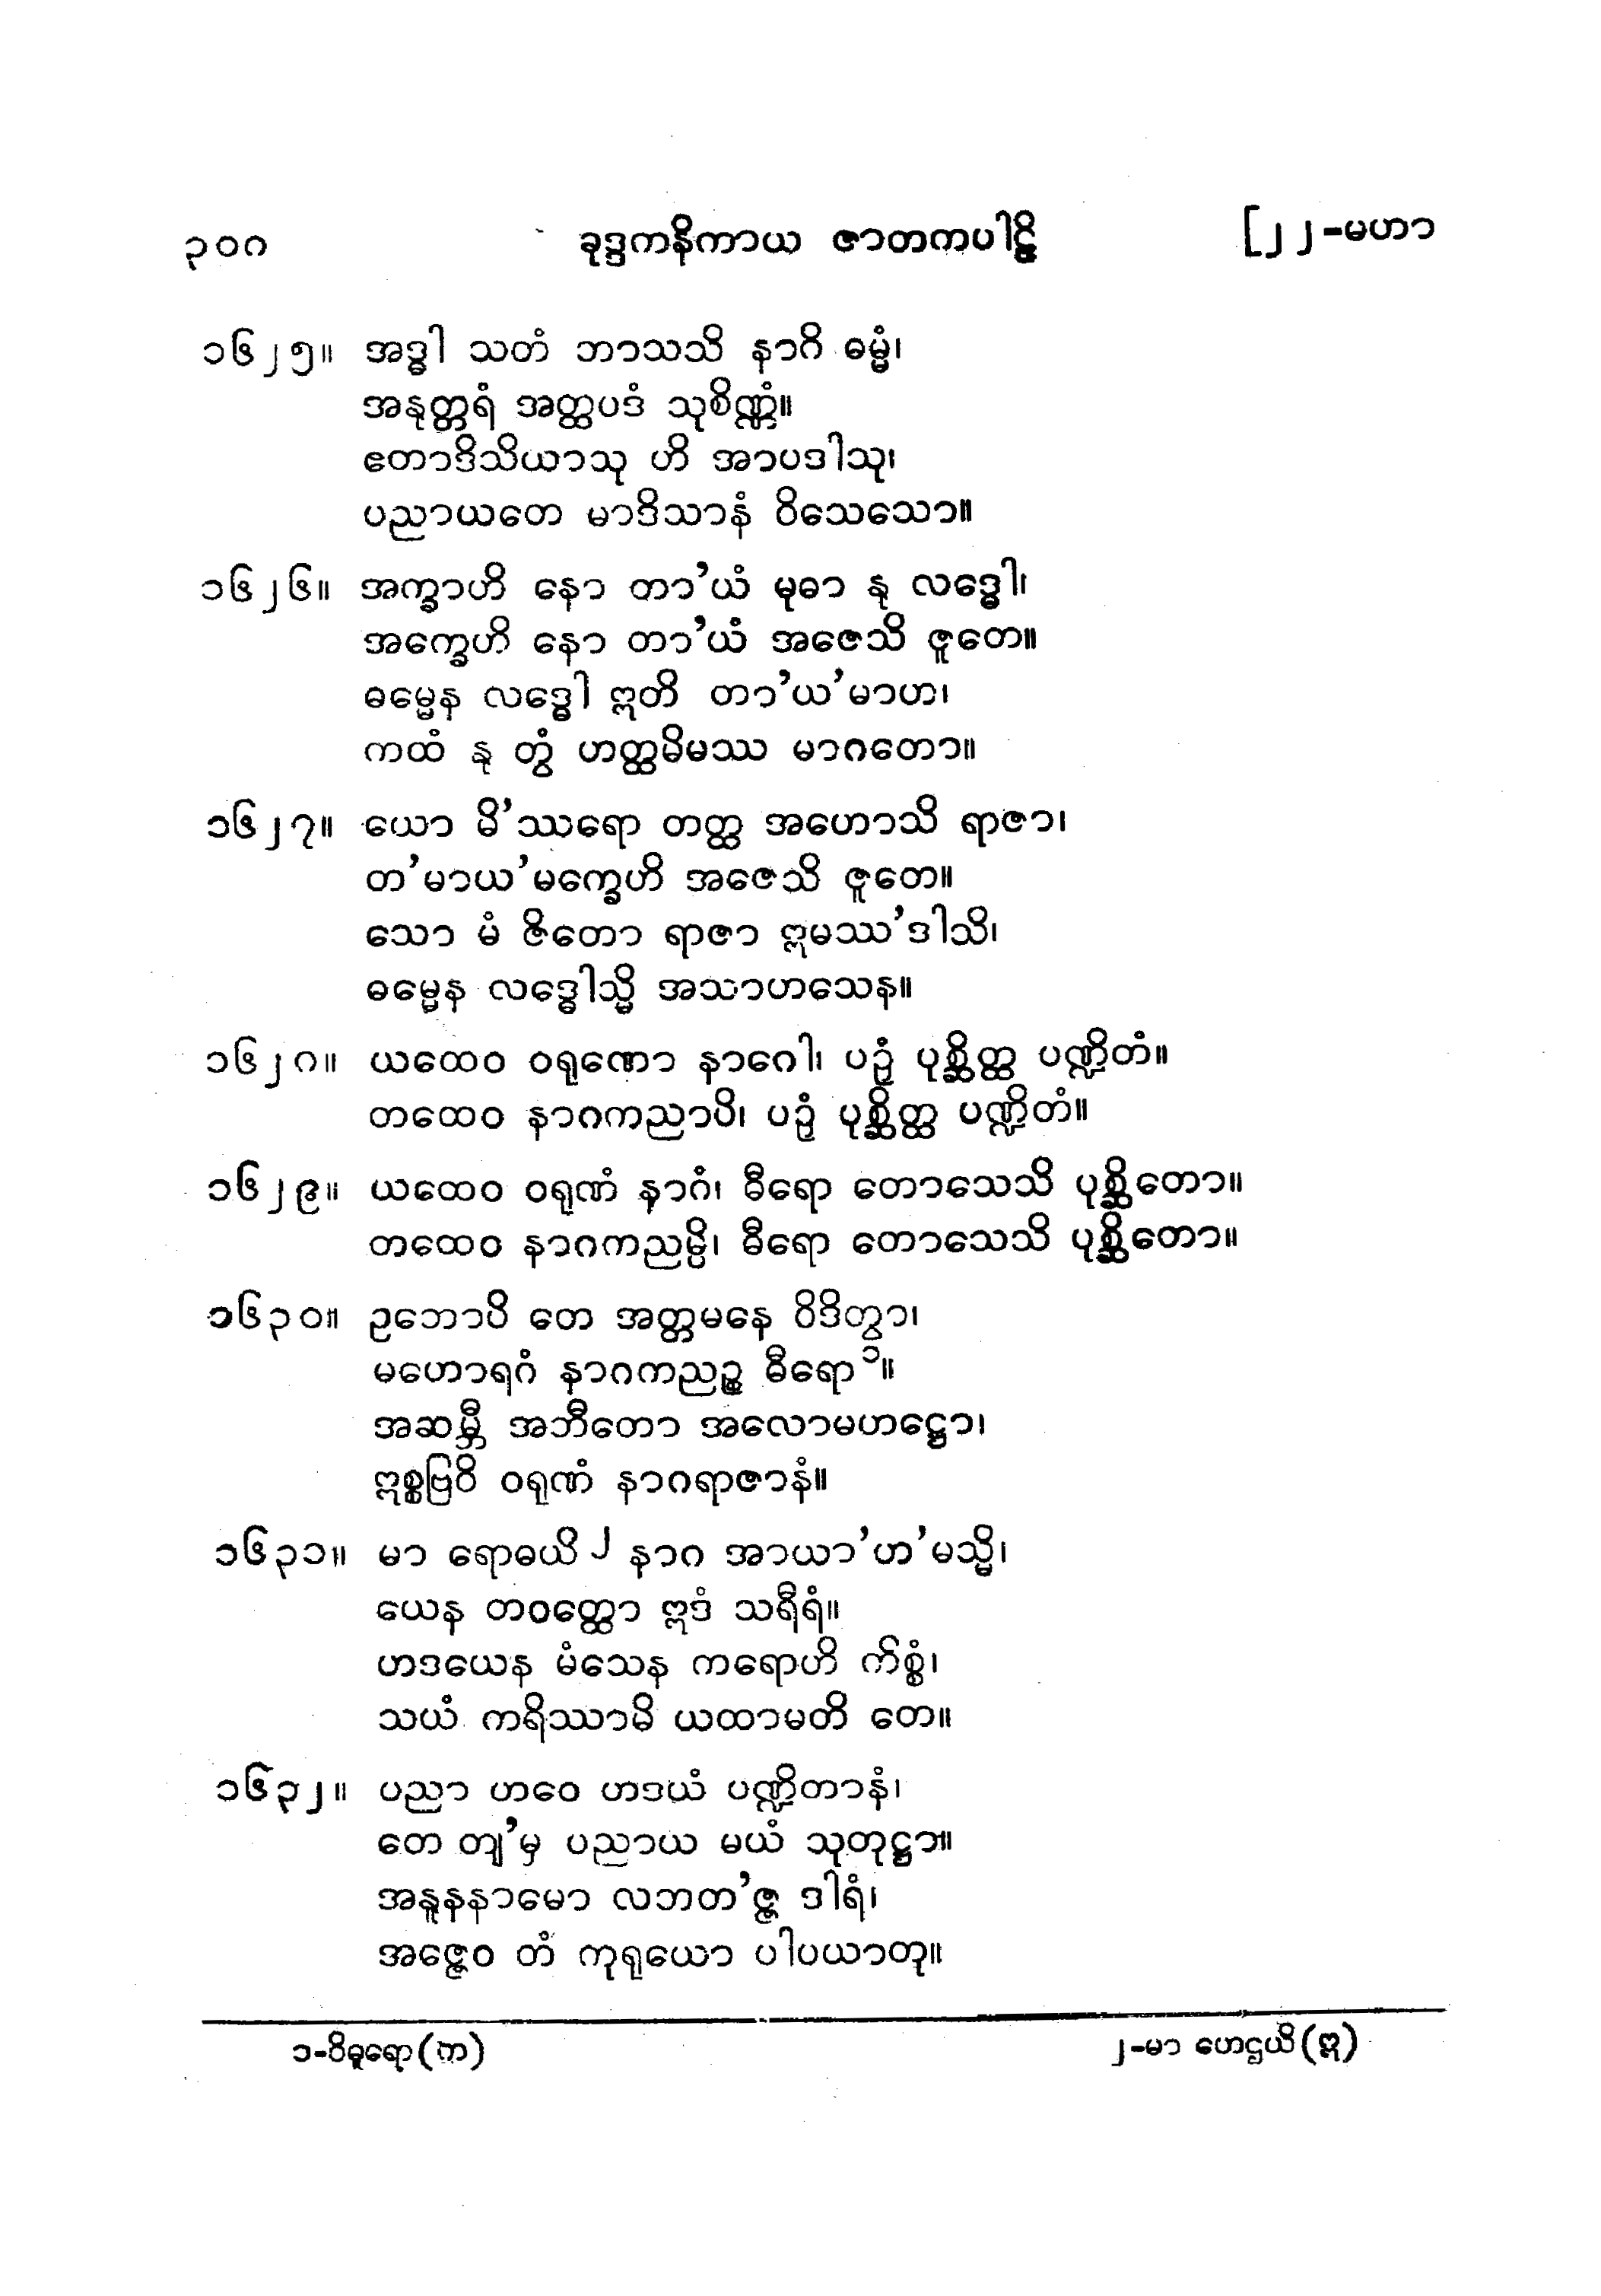 ၃၀ဂ ခုဒ္ဒကနိကာယ ဇာတကပါဠိ [၂၂-မဟာ
၁၆၂၅။ အဒ္ဓါ သတံ ဘာသသိ နာဂိ ဓမ္မံ၊
အနုတ္တရံ အတ္ထပဒံ သုစိဏ္ဏံ။
ဧတာဒိသိယာသု ဟိ အာပဒါသု၊
ပညာယတေ မာဒိသာနံ ဝိသေသော။
၁၆၂၆။ အက္ခာဟိ နော တာ’ယံ မုဓာ နု လဒ္ဓေါ၊
အက္ခေဟိ နော တာ’ယံ အဇေသိ ဇူတေ။
ဓမ္မေန လဒ္ဓေါ ဣတိ တာ’ယ’မာဟ၊
ကထံ နု တွံ ဟတ္ထမိမဿ မာဂတော။
၁၆၂၇။ ယော မိ’ဿရော တတ္ထ အဟောသိ ရာဇာ၊
တ’မာယ’မက္ခေဟိ အဇေသိ ဇူတေ။
သော မံ ဇိတော ရာဇာ ဣမဿ’ဒါသိ၊
ဓမ္မေန လဒ္ဓေါသ္မိ အသာဟသေန။
၁၆၂ဂ။ ယထေဝ ဝရုဏော နာဂေါ၊ ပဉှံ ပုစ္ဆိတ္ထ ပဏ္ဍိတံ။
တထေဝ နာဂကညာပိ၊ ပဉှံ ပုစ္ဆိတ္ထ ပဏ္ဍိတံ။
၁၆၂၉။ ယထေဝ ဝရုဏံ နာဂံ၊ ဓီရော တောသေသိ ပုစ္ဆိတော။
တထေဝ နာဂကညမ္ပိ၊ ဓီရော တောသေသိ ပုစ္ဆိတော။
၁၆၃၀။ ဥဘောပိ တေ အတ္တမနေ ဝိဒိတွာ၊
မဟောရဂံ နာဂကညဉ္စ ဓီရော၁။
အဆမ္ဘီ အဘီတော အလောမဟဋ္ဌော၊
ဣစ္စဗြဝိ ဝရုဏံ နာဂရာဇာနံ။
၁၆၃၁။ မာ ရောဓယိ၂ နာဂ အာယာ’ဟ’မသ္မိ၊
ယေန တဝတ္ထော ဣဒံ သရီရံ။
ဟဒယေန မံသေန ကရောဟိ ကိစ္စံ၊
သယံ ကရိဿာမိ ယထာမတိ တေ။
၁၆၃၂။ ပညာ ဟဝေ ဟဒယံ ပဏ္ဍိတာနံ၊
တေ တျ’မှ ပညာယ မယံ သုတုဋ္ဌာ။
အနူနနာမော လဘတ’ဇ္ဇ ဒါရံ၊
အဇ္ဇေဝ တံ ကုရုယော ပါပယာတု။
၁-ဝိဓူရော(က) ၂-မာ ဟေဌယိ(ဣ)